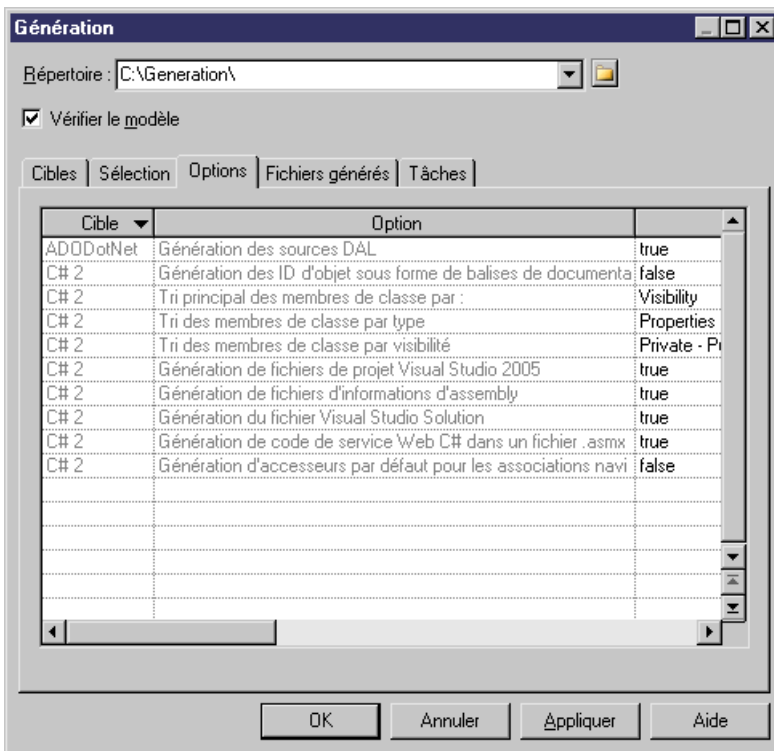 Génération
Répertoire : C:\Generation\
Vérifier le modèle
Cibles Sélection Options Fichiers générés Tâches
Cible Option
ADODotNet Génération des sources DAL true
C# 2 Génération des ID d'objet sous forme de balises de documenta false
C# 2 Tri principal des membres de classe par : Visibility
C# 2 Tri des membres de classe par type Properties
C# 2 Tri des membres de classe par visibilité Private - Pu
C# 2 Génération de fichiers de projet Visual Studio 2005 true
C# 2 Génération de fichiers d'informations d'assembly true
C# 2 Génération du fichier Visual Studio Solution true
C# 2 Génération de code de service Web C# dans un fichier .asmx true
C# 2 Génération d'accesseurs par défaut pour les associations navi false
OK Annuler Appliquer Aide